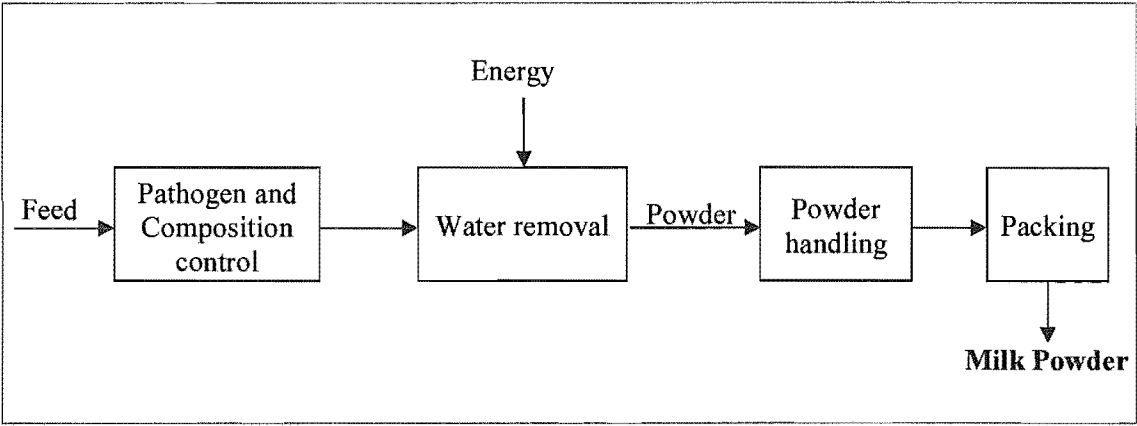 Energy
Feed
Pathogen and
Composition
control
Water removal
Powder
Powder
handling
Packing
Milk Powder